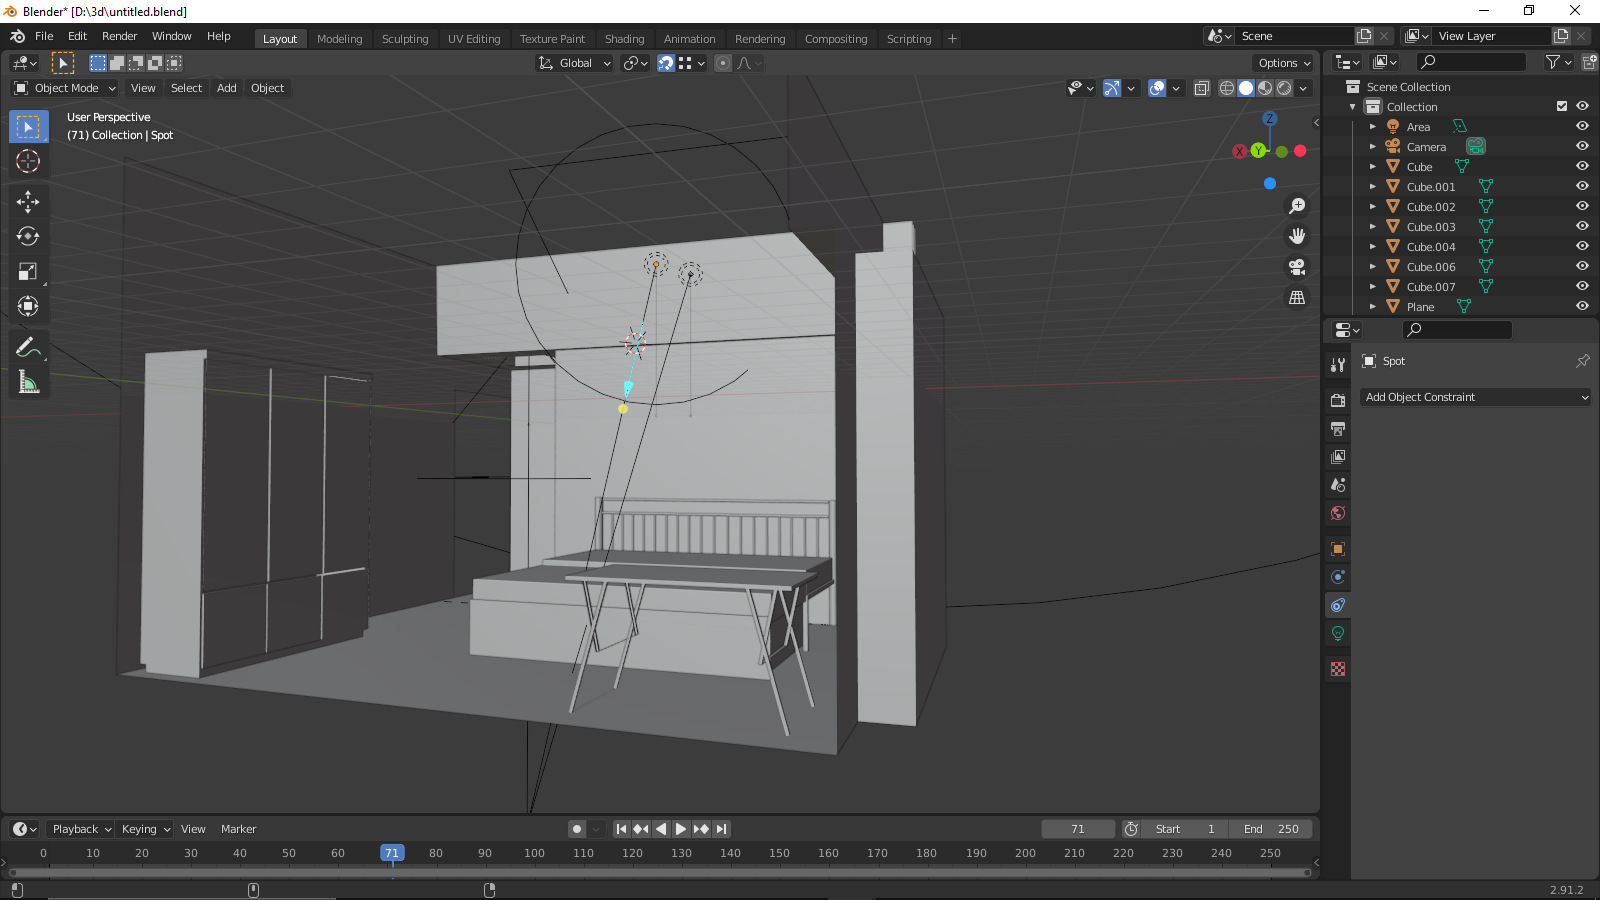 Blender* [D:\3d\untitled.blend]
File Edit Render Window Help
Layout Modeling Sculpting UV Editing Texture Paint Shading Animation Rendering Compositing Scripting +
Scene
View Layer
Global
Options
Object Mode View Select Add Object
User Perspective
(71) Collection | Spot
Z
X Y
Scene Collection
Collection
Area
Camera
Cube
Cube.001
Cube.002
Cube.003
Cube.004
Cube.006
Cube.007
Plane
Spot
Add Object Constraint
Playback Keying View Marker
71 Start 1 End 250
0 10 20 30 40 50 60 71 80 90 100 110 120 130 140 150 160 170 180 190 200 210 220 230 240 250
2.91.2